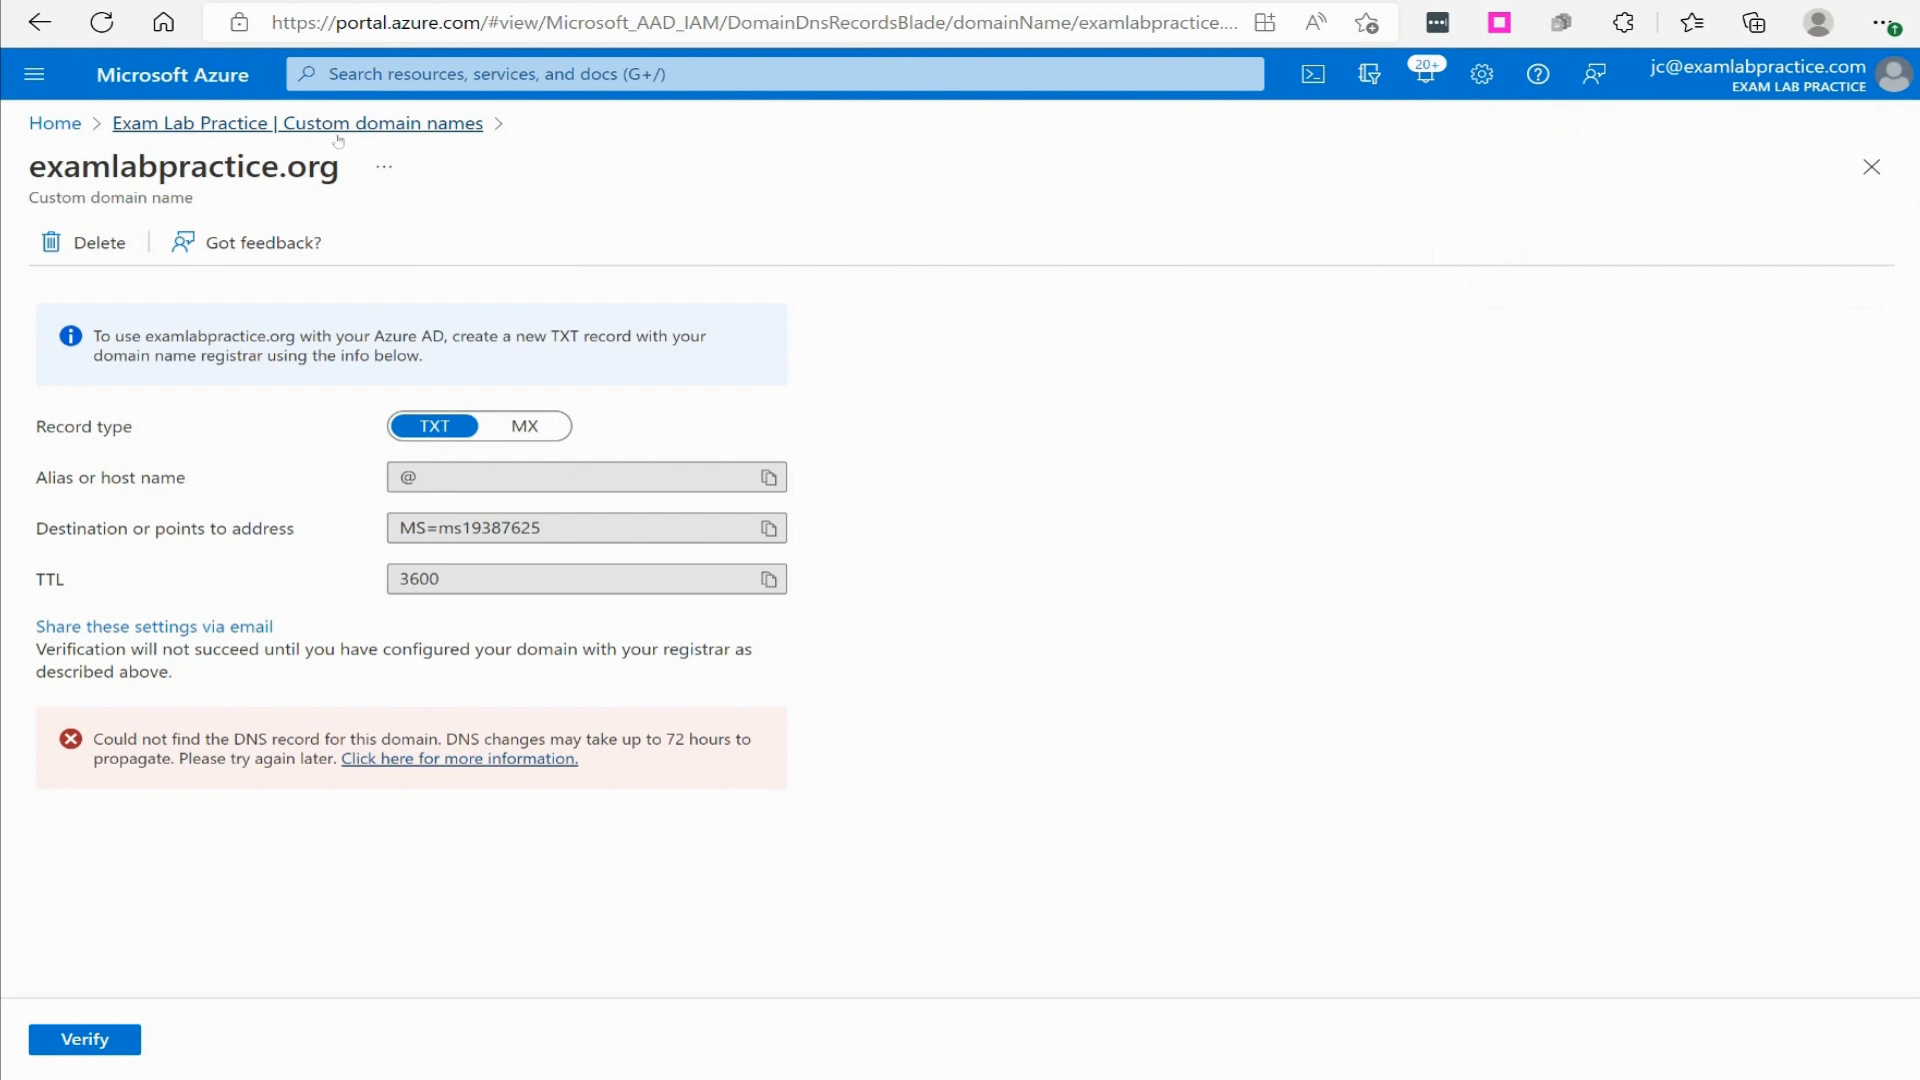 https://portal.azure.com/#view/Microsoft_AAD_IAM/DomainDnsRecordsBlade/domainName/examlabpractice....
Microsoft Azure
Search resources, services, and docs (G+/)
20+
jc@examlabpractice.com
EXAM LAB PRACTICE
Home > Exam Lab Practice | Custom domain names >
examlabpractice.org ...
Custom domain name
Delete
Got feedback?
To use examlabpractice.org with your Azure AD, create a new TXT record with your
domain name registrar using the info below.
Record type TXT MX
Alias or host name @
Destination or points to address MS=ms19387625
TTL 3600
Share these settings via email
Verification will not succeed until you have configured your domain with your registrar as
described above.
Could not find the DNS record for this domain. DNS changes may take up to 72 hours to
propagate. Please try again later. Click here for more information.
Verify